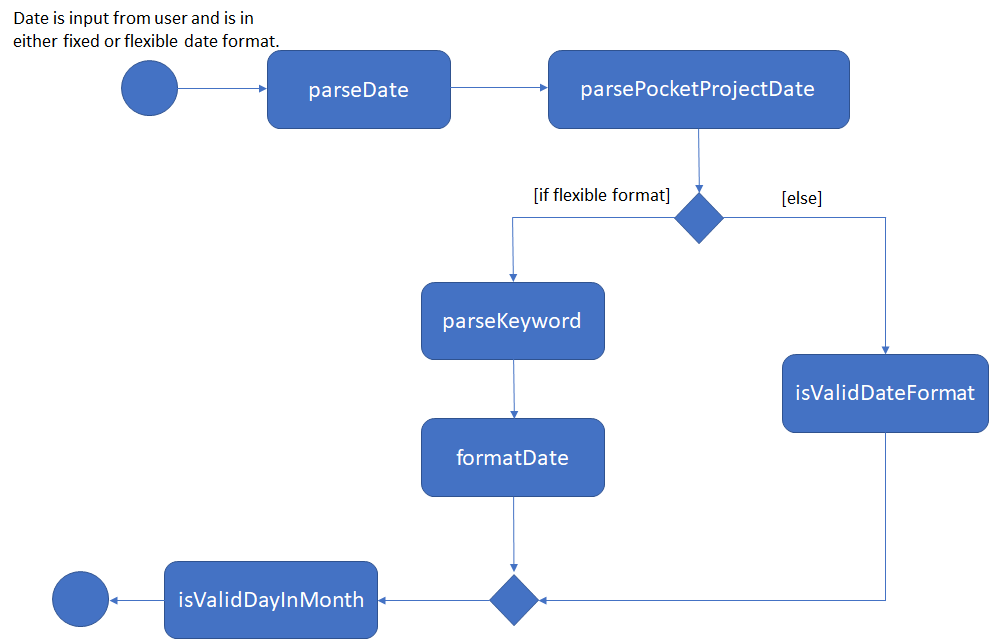 Date is input from user and is in
either fixed or flexible date format.
parseDate
parsePocketProjectDate
[if flexible format]
[else]
parseKeyword
isValidDateFormat
formatDate
isValidDayInMonth